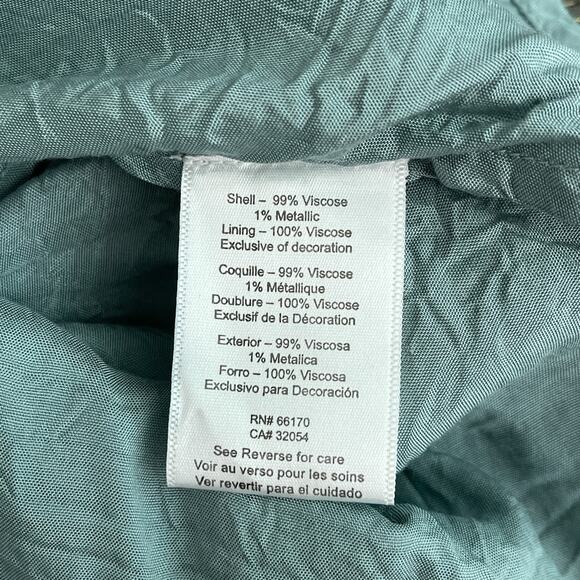 Shell – 99% Viscose
1% Metallic
Lining – 100% Viscose
Exclusive of decoration
Coquille – 99% Viscose
1% Métallique
Doublure – 100% Viscose
Exclusif de la Décoration
Exterior – 99% Viscosa
1% Metalica
Forro – 100% Viscosa
Exclusivo para Decoración
RN# 66170
CA# 32054
See Reverse for care
Voir au verso pour les soins
Ver revertir para el cuidado